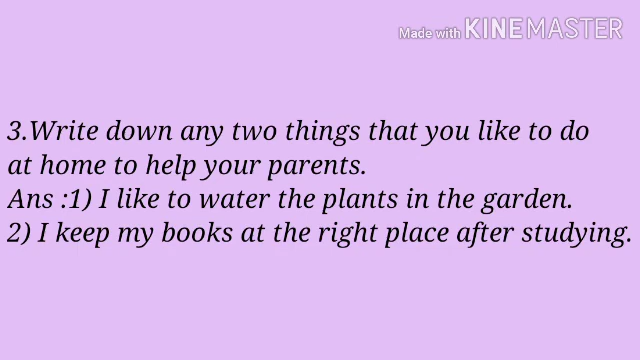 Made with KINEMASTER
3.Write down any two things that you like to do
at home to help your parents.
Ans :1) I like to water the plants in the garden.
2) I keep my books at the right place after studying.